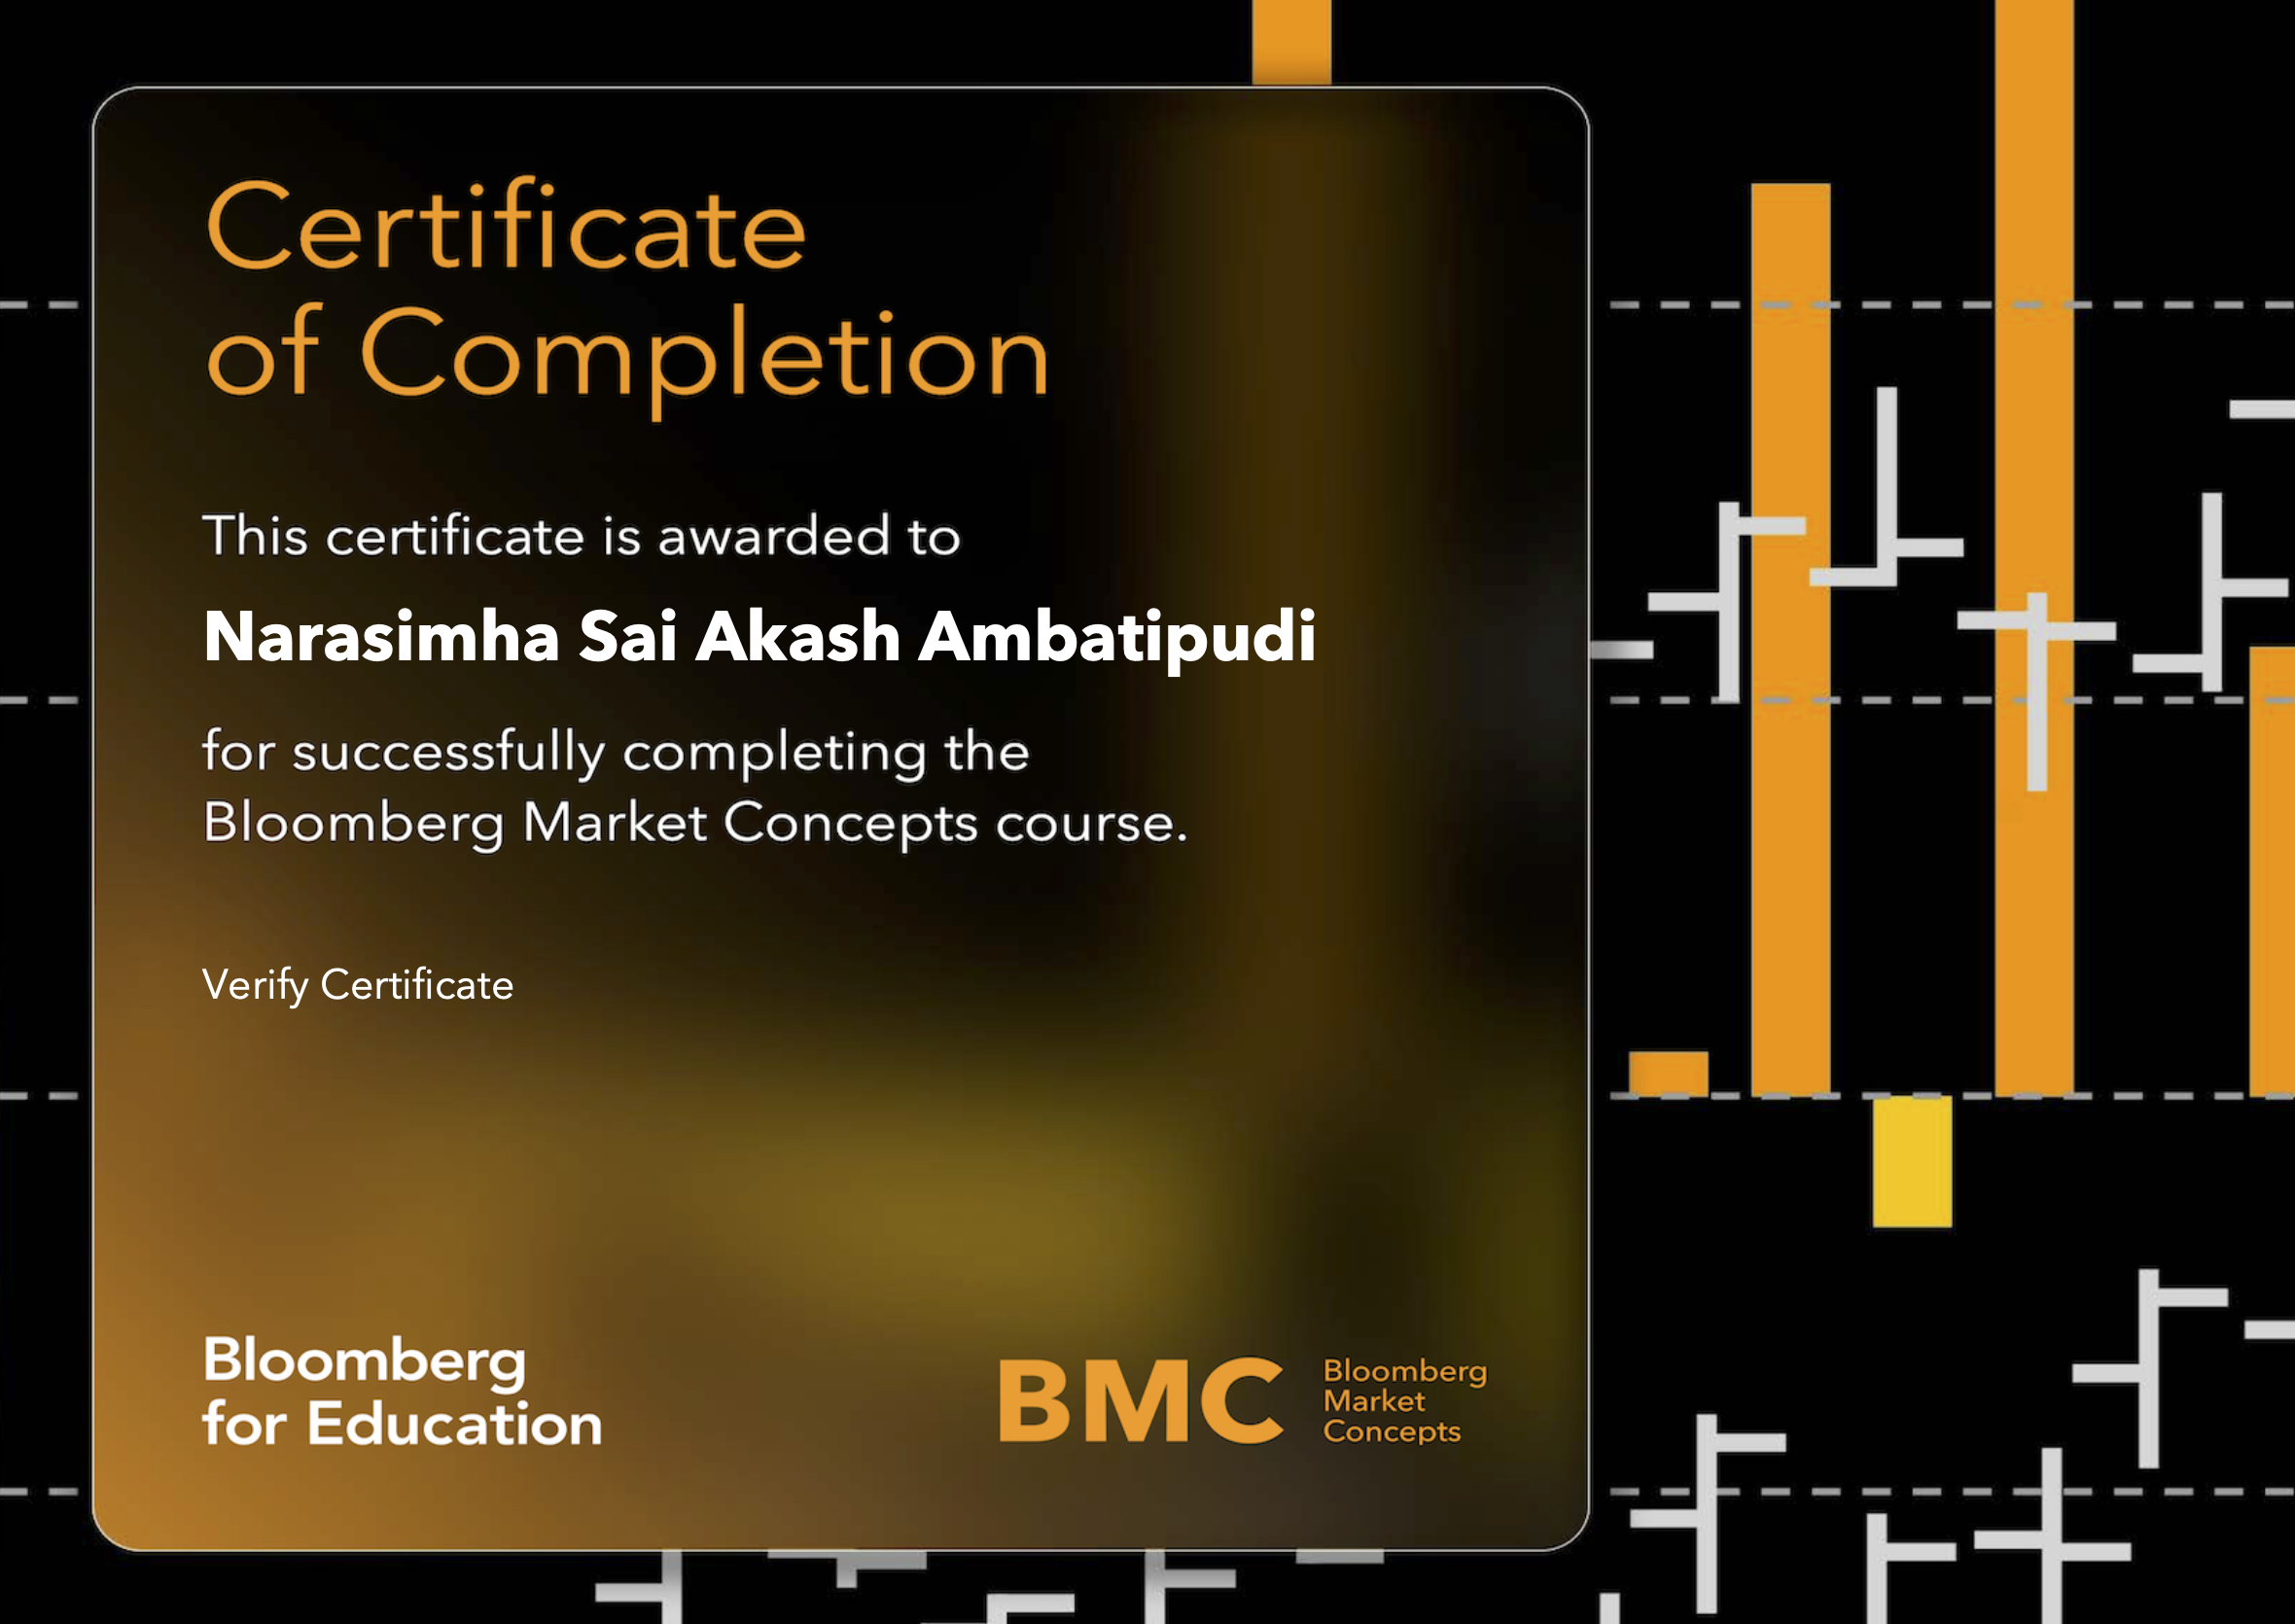 Certificate
of Completion
This certificate is awarded to
Narasimha Sai Akash Ambatipudi
for successfully completing the
Bloomberg Market Concepts course.
Verify Certificate
Bloomberg
for Education
BMC
Bloomberg
Market
Concepts